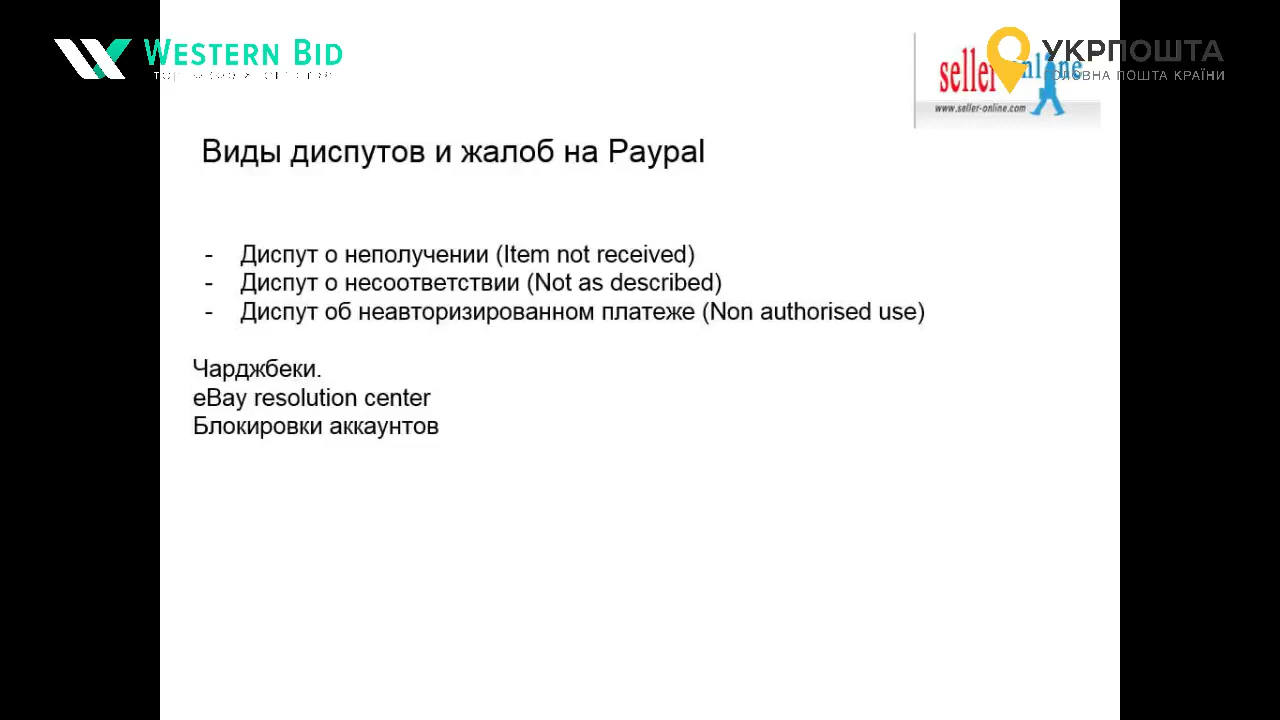 WESTERN BID
seller
УКРПОШТА
ГОЛОВНА ПОШТА КРАЇНИ
www.seller-online.com
Виды диспутов и жалоб на Paypal
- Диспут о неполучении (Item not received)
- Диспут о несоответствии (Not as described)
- Диспут об неавторизированном платеже (Non authorised use)
Чарджбеки.
eBay resolution center
Блокировки аккаунтов